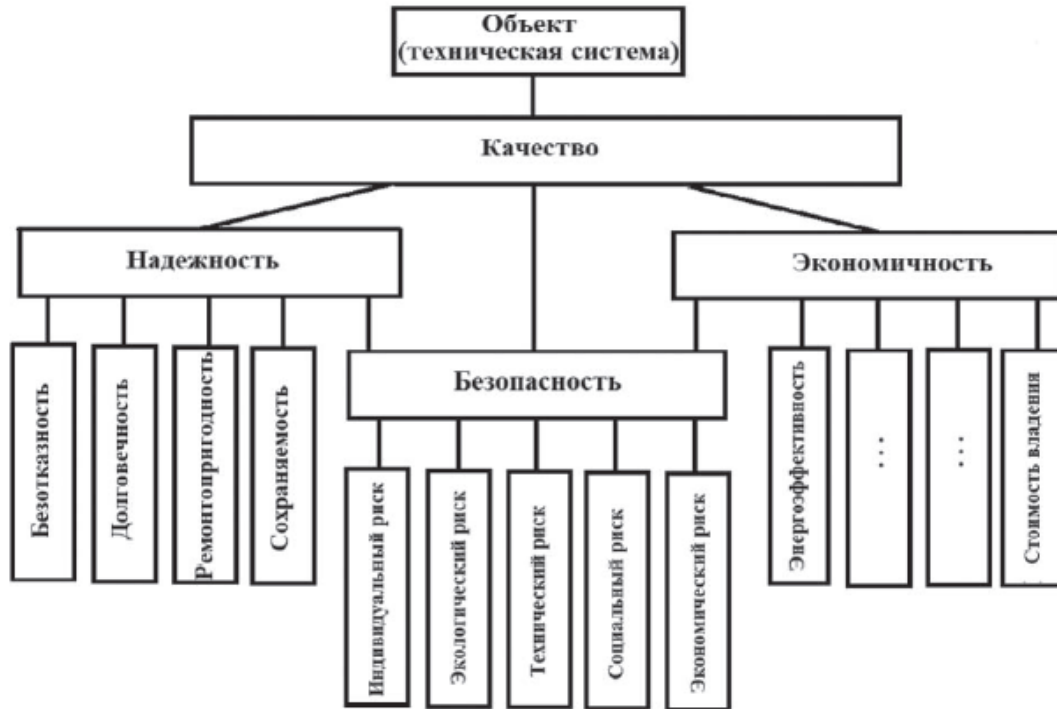 Объект
(техническая система)
Качество
Надежность
Экономичность
Безопасность
Безотказность
Долговечность
Ремонтопригодность
Сохраняемость
Индивидуальный риск
Экологический риск
Технический риск
Социальный риск
Экономический риск
Энергоэффективность
...
...
Стоимость владения